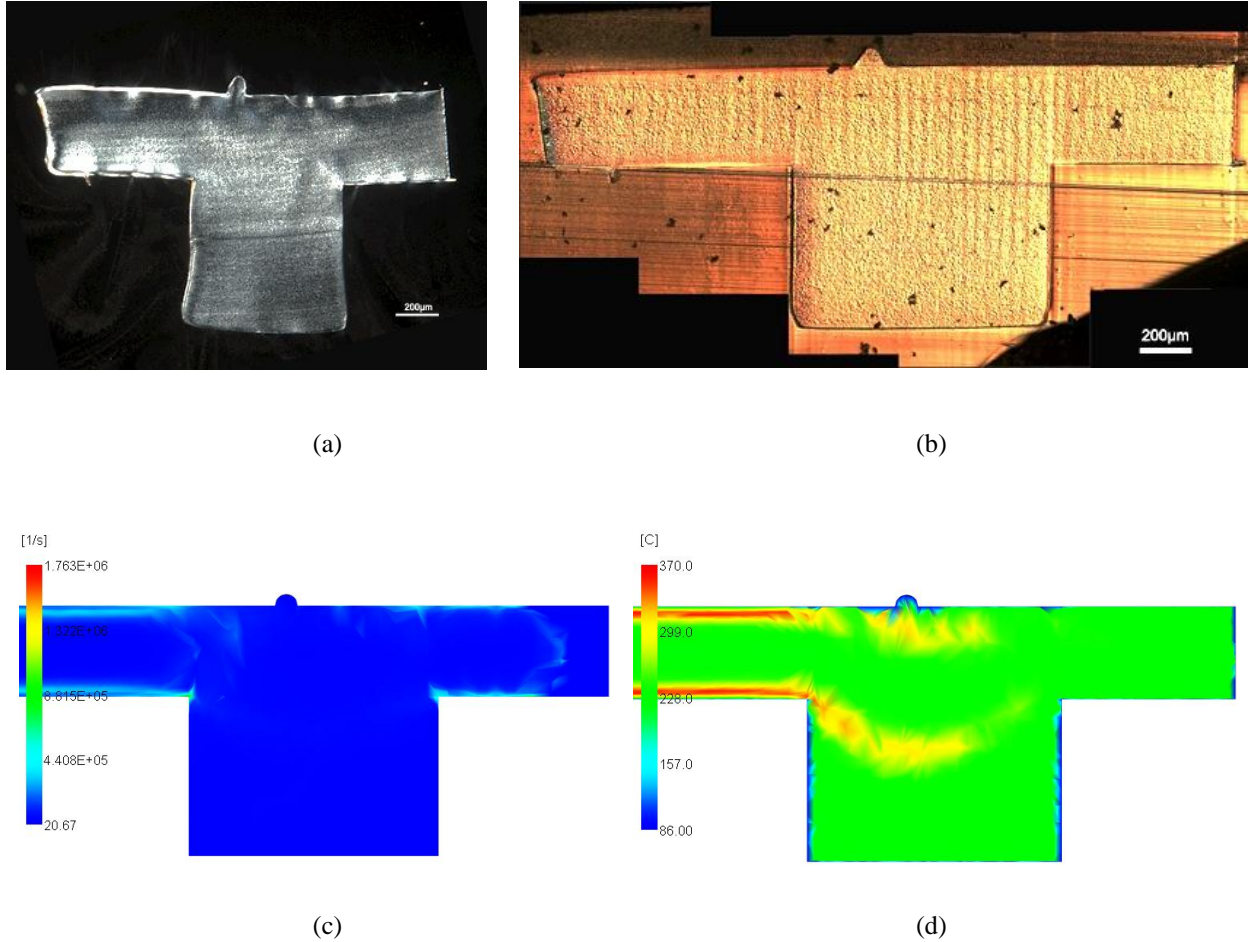 200μm
200μm
(a)
(b)
[1/s]
1.763E+06
1.322E+06
8.815E+05
4.408E+05
20.67
[C]
370.0
299.0
228.0
157.0
86.00
(c)
(d)